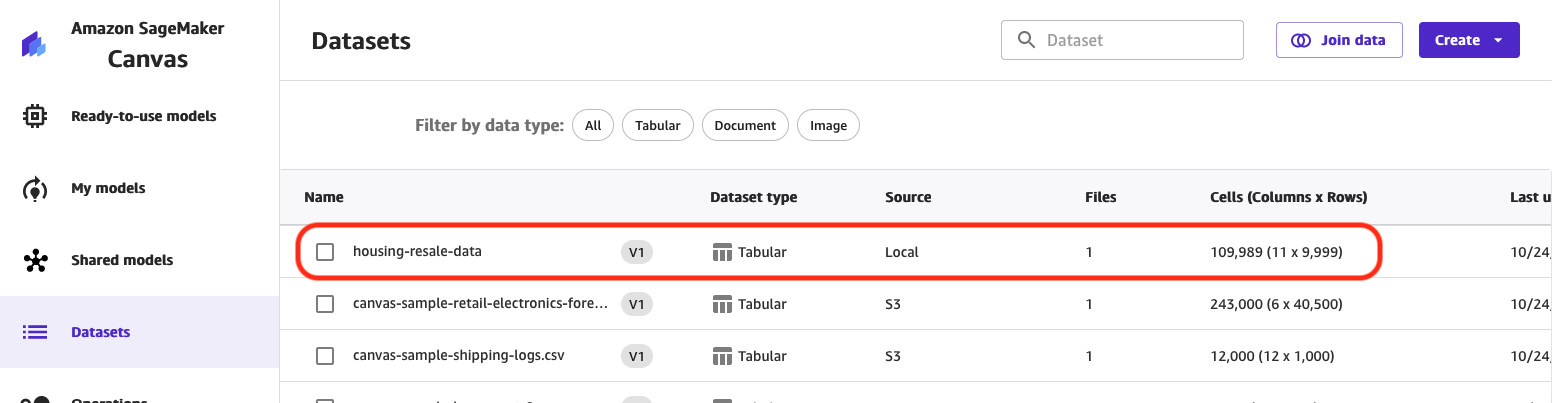 Amazon SageMaker
Canvas
Ready-to-use models
My models
Shared models
Datasets
Operations
Datasets
Dataset
Join data
Create
Filter by data type: All Tabular Document Image
Name Dataset type Source Files Cells (Columns x Rows) Last u
housing-resale-data V1 Tabular Local 1 109,989 (11 x 9,999) 10/24,
canvas-sample-retail-electronics-fore... V1 Tabular S3 1 243,000 (6 x 40,500) 10/24,
canvas-sample-shipping-logs.csv V1 Tabular S3 1 12,000 (12 x 1,000) 10/24,